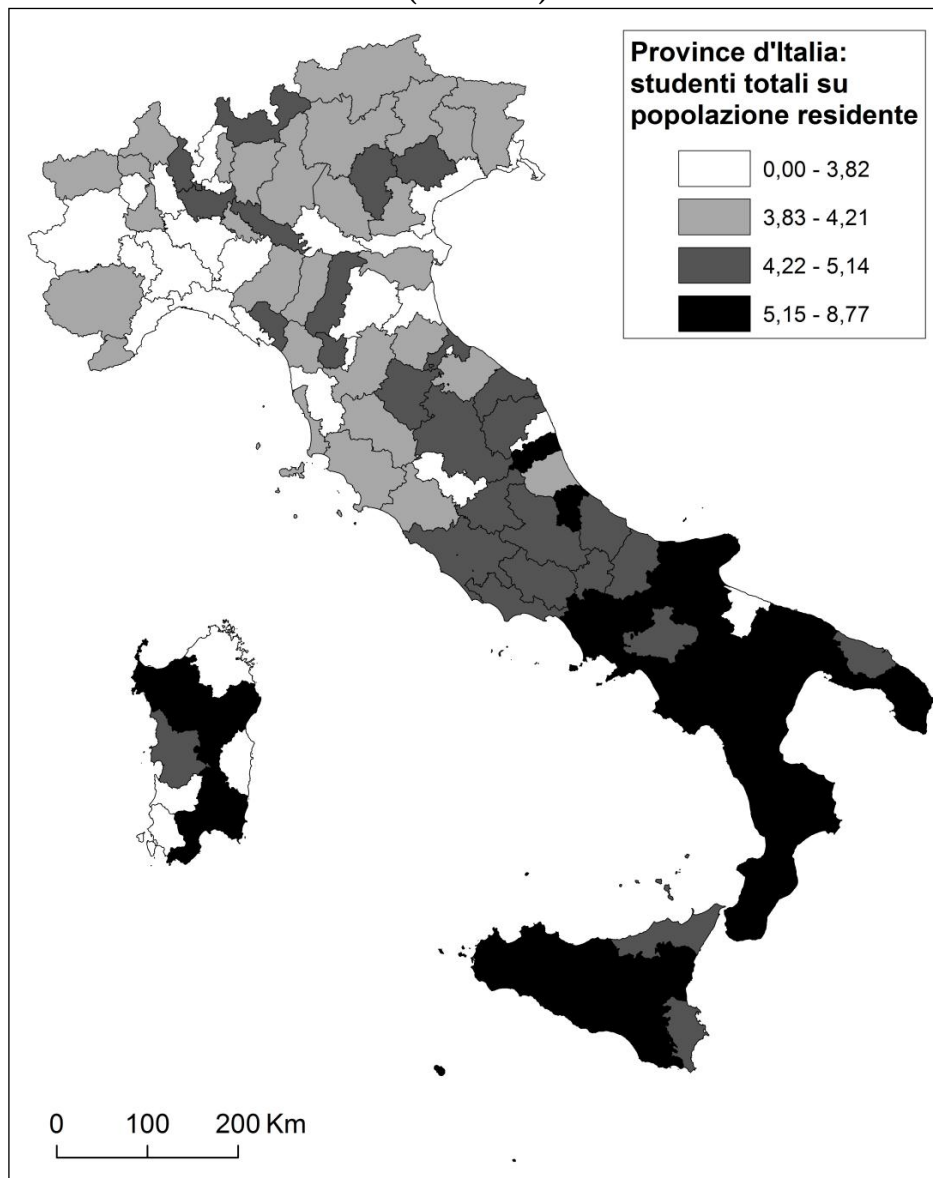 Province d'Italia:
studenti totali su
popolazione residente
0,00 - 3,82
3,83 - 4,21
4,22 - 5,14
5,15 - 8,77
0 100 200 Km